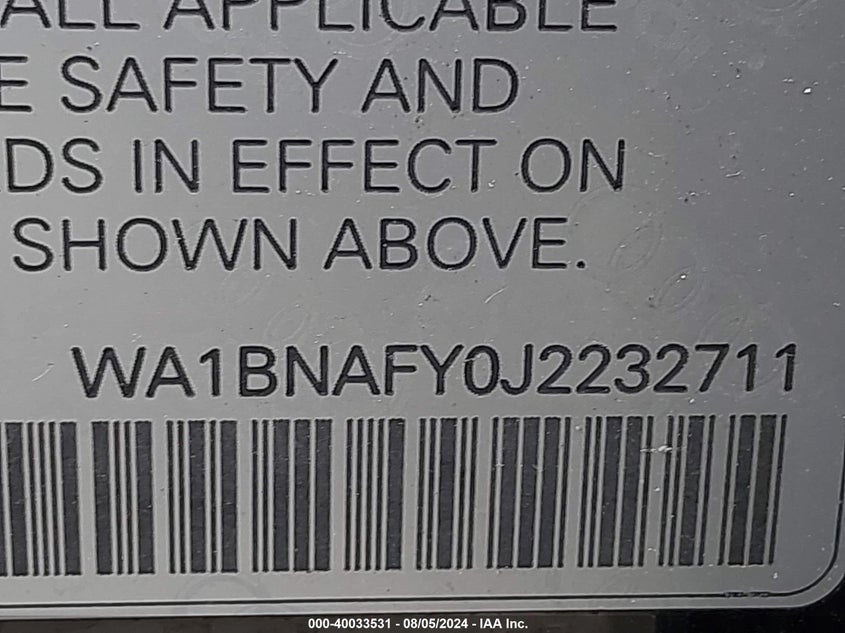 ALL APPLICABLE
E SAFETY AND
DS IN EFFECT ON
SHOWN ABOVE.
WA1BNAFY0J2232711
000-40033531 - 08/05/2024 - IAA Inc.